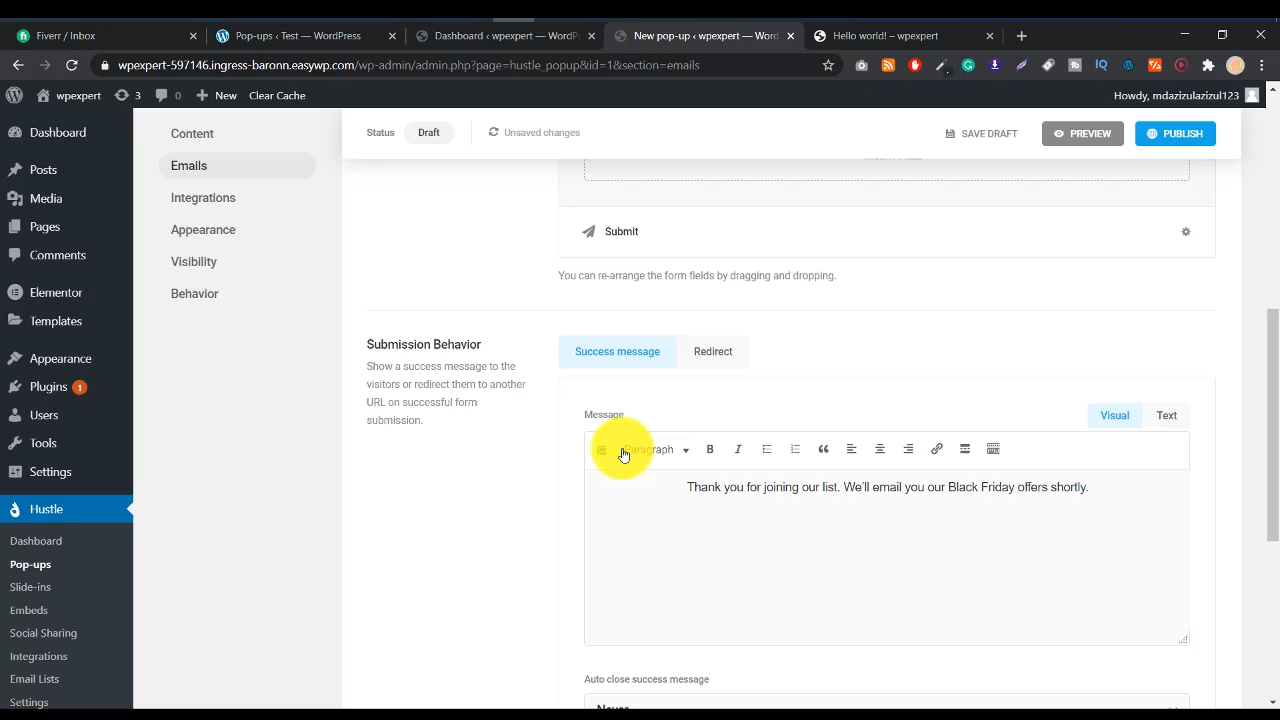 Fiverr / Inbox
Pop-ups ‹ Test — WordPress
Dashboard ‹ wpexpert — WordP
New pop-up ‹ wpexpert — Word
Hello world! – wpexpert
wpexpert-597146.ingress-baronn.easywp.com/wp-admin/admin.php?page=hustle_popup&id=1&section=emails
wpexpert
3
0
New
Clear Cache
Howdy, mdazizulazizul123
Dashboard
Posts
Media
Pages
Comments
Elementor
Templates
Appearance
Plugins 1
Users
Tools
Settings
Hustle
Dashboard
Pop-ups
Slide-ins
Embeds
Social Sharing
Integrations
Email Lists
Settings
Content
Emails
Integrations
Appearance
Visibility
Behavior
Status
Draft
Unsaved changes
SAVE DRAFT
PREVIEW
PUBLISH
Submit
You can re-arrange the form fields by dragging and dropping.
Submission Behavior
Show a success message to the
visitors or redirect them to another
URL on successful form
submission.
Success message
Redirect
Message
Visual
Text
Paragraph
Thank you for joining our list. We'll email you our Black Friday offers shortly.
Auto close success message
Never